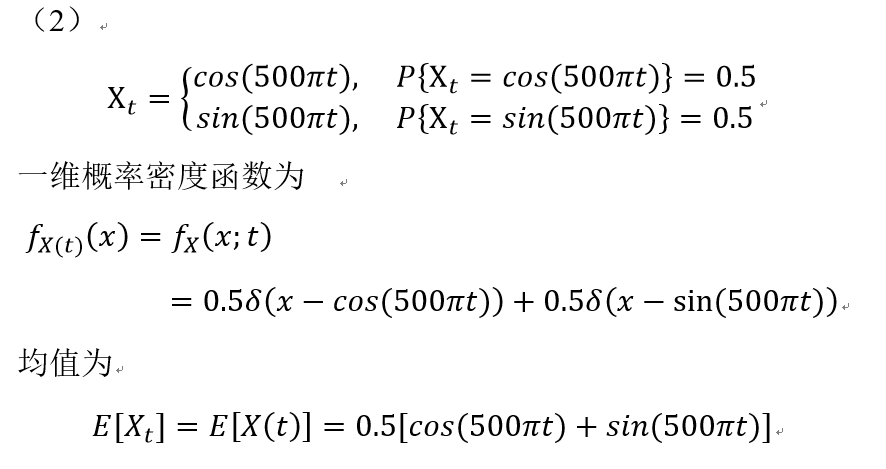 （2）
X_t = { cos(500πt), P{X_t = cos(500πt)} = 0.5
sin(500πt), P{X_t = sin(500πt)} = 0.5
一维概率密度函数为
f_{X(t)}(x) = f_X(x; t)
= 0.5δ(x − cos(500πt)) + 0.5δ(x − sin(500πt))
均值为
E[X_t] = E[X(t)] = 0.5[cos(500πt) + sin(500πt)]